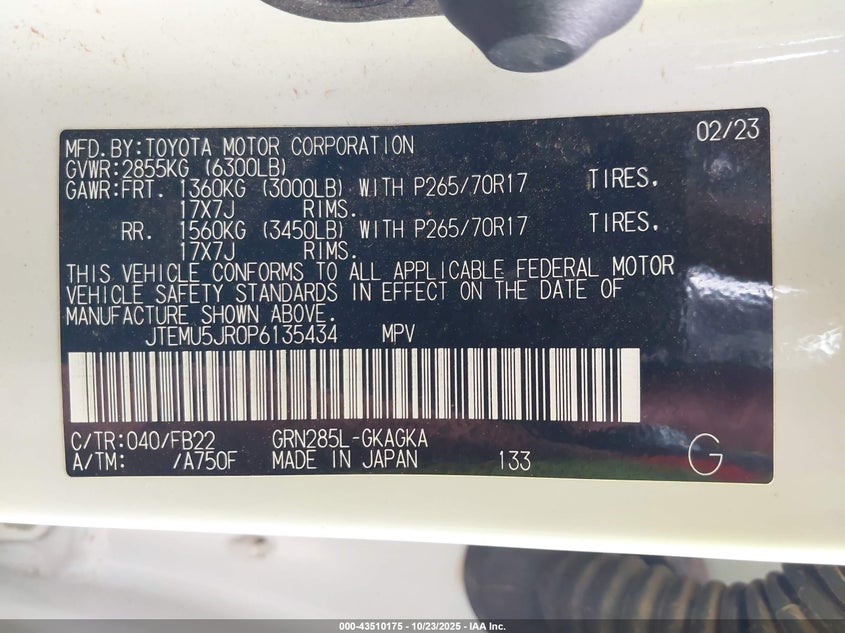 02/23
MFD.BY:TOYOTA MOTOR CORPORATION
GVWR:2855KG (6300LB)
GAWR:FRT. 1360KG (3000LB) WITH P265/70R17 TIRES.
17X7J RIMS.
RR. 1560KG (3450LB) WITH P265/70R17 TIRES.
17X7J RIMS.
THIS VEHICLE CONFORMS TO ALL APPLICABLE FEDERAL MOTOR
VEHICLE SAFETY STANDARDS IN EFFECT ON THE DATE OF
MANUFACTURE SHOWN ABOVE.
JTEMU5JR0P6135434 MPV
C/TR:040/FB22 GRN285L-GKAGKA
A/TM: /A750F MADE IN JAPAN 133 G
000-43510175 - 10/23/2025 - IAA Inc.